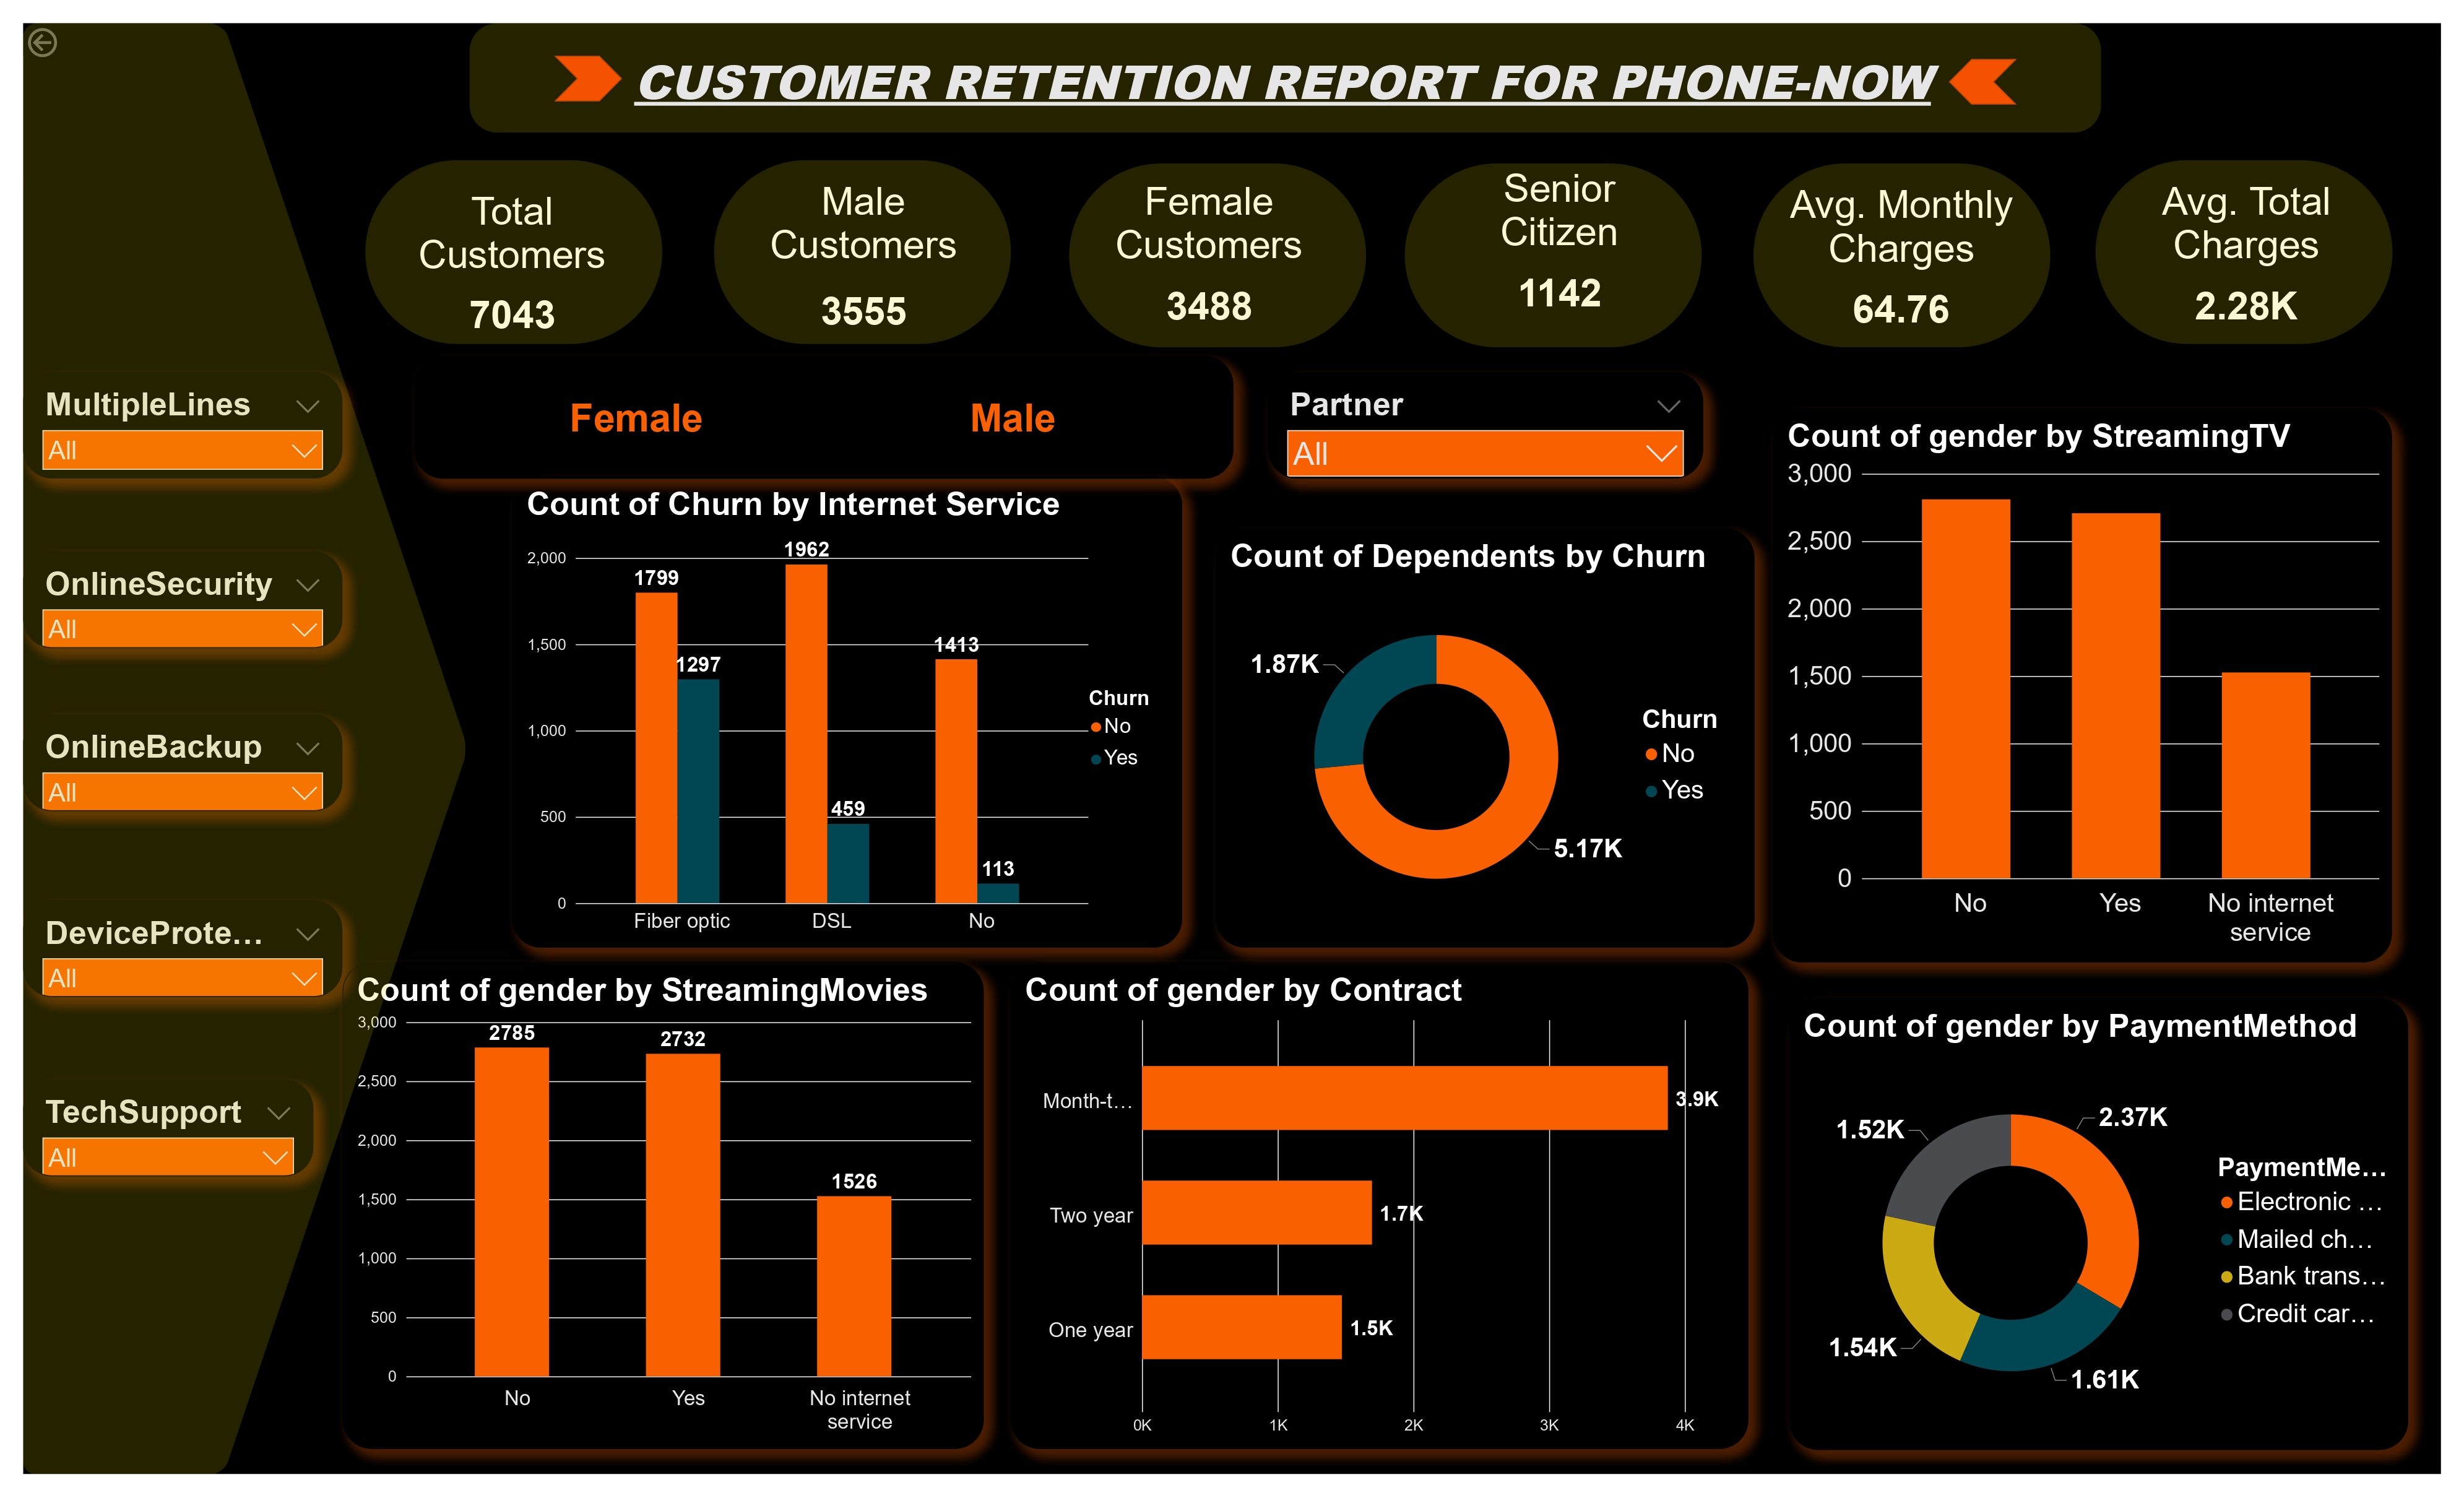 CUSTOMER RETENTION REPORT FOR PHONE-NOW
Total
Customers
7043
Male
Customers
3555
Female
Customers
3488
Senior
Citizen
1142
Avg. Monthly
Charges
64.76
Avg. Total
Charges
2.28K
MultipleLines
All
OnlineSecurity
All
OnlineBackup
All
DeviceProte...
All
TechSupport
All
Female
Male
Partner
All
Count of Churn by Internet Service
2,000
1,500
1,000
500
0
1799
1297
1962
459
1413
113
Fiber optic
DSL
No
Churn
No
Yes
Count of Dependents by Churn
1.87K
5.17K
Churn
No
Yes
Count of gender by StreamingTV
3,000
2,500
2,000
1,500
1,000
500
0
No
Yes
No internet
service
Count of gender by StreamingMovies
3,000
2,500
2,000
1,500
1,000
500
0
2785
2732
1526
No
Yes
No internet
service
Count of gender by Contract
Month-t...
3.9K
Two year
1.7K
One year
1.5K
0K
1K
2K
3K
4K
Count of gender by PaymentMethod
1.52K
2.37K
1.54K
1.61K
PaymentMe...
Electronic ...
Mailed ch...
Bank trans...
Credit car...